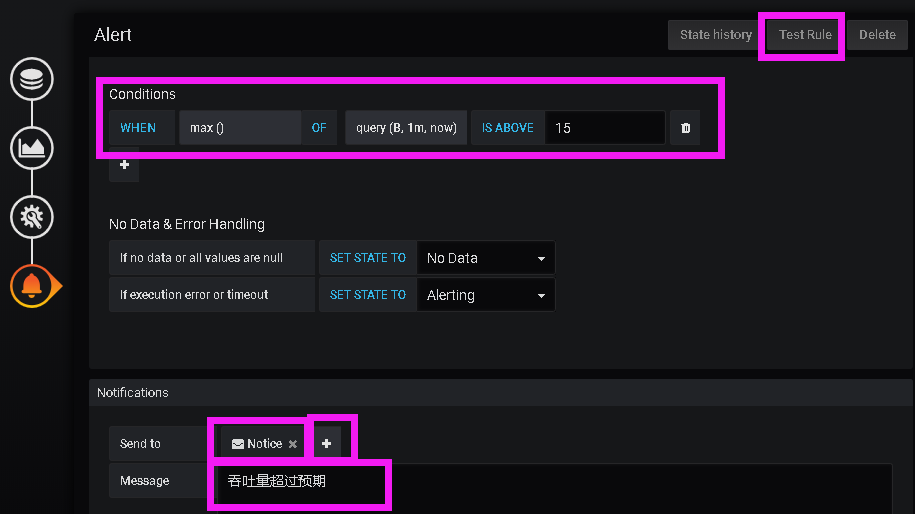 Alert State history Test Rule Delete
Conditions
WHEN max () OF query (B, 1m, now) IS ABOVE 15
No Data & Error Handling
If no data or all values are null SET STATE TO No Data
If execution error or timeout SET STATE TO Alerting
Notifications
Send to Notice
Message 吞吐量超过预期